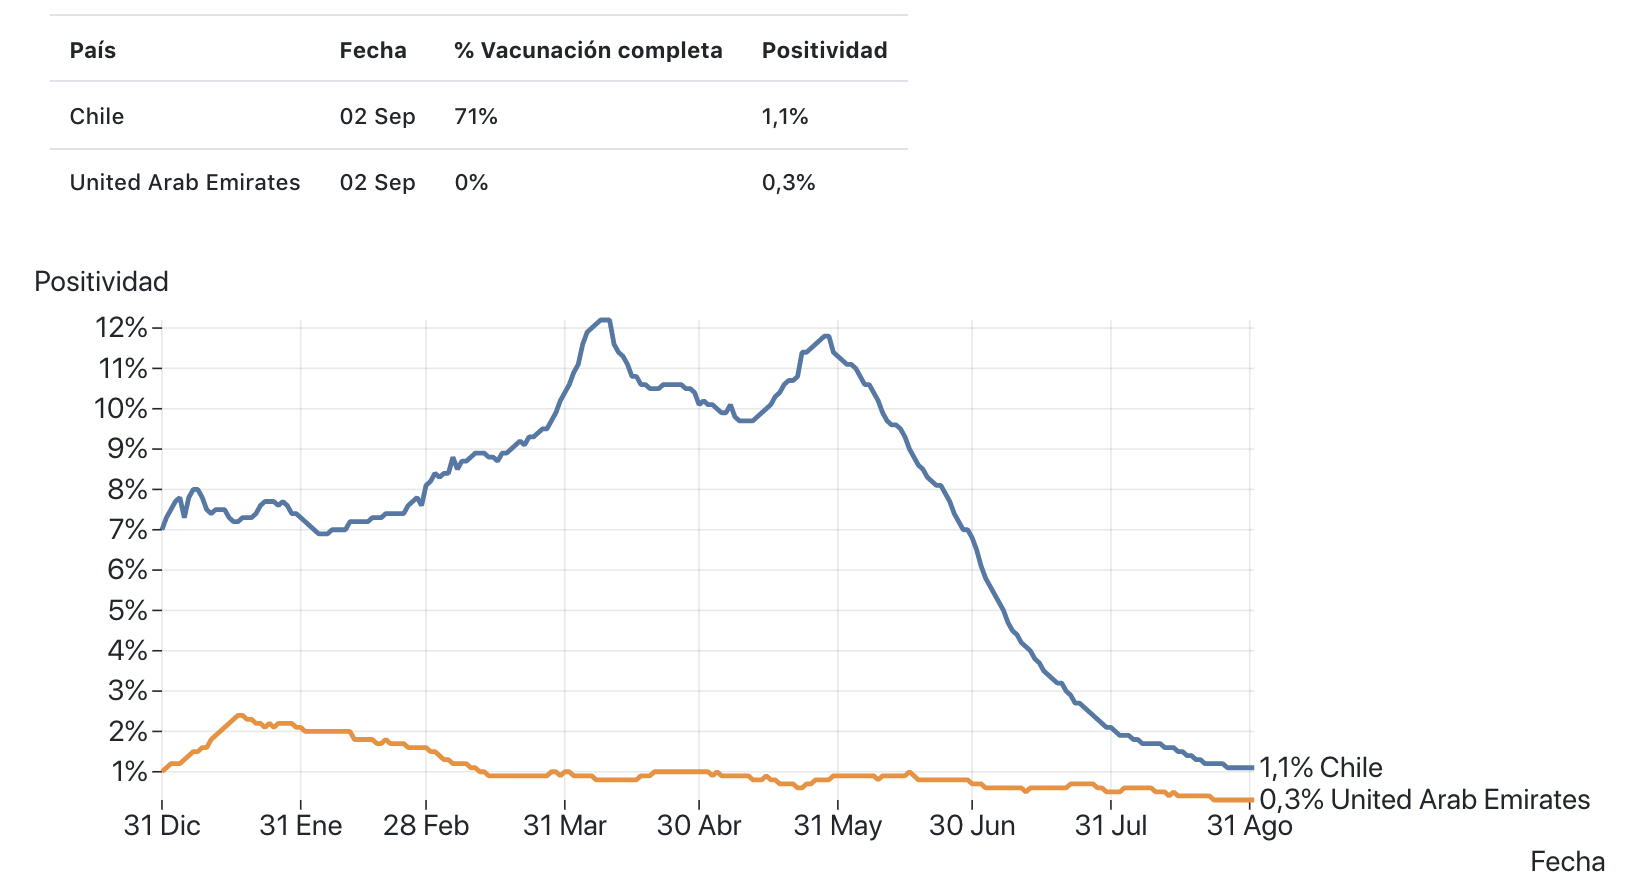 País Fecha % Vacunación completa Positividad
Chile 02 Sep 71% 1,1%
United Arab Emirates 02 Sep 0% 0,3%
Positividad
12%
11%
10%
9%
8%
7%
6%
5%
4%
3%
2%
1%
1,1% Chile
0,3% United Arab Emirates
31 Dic 31 Ene 28 Feb 31 Mar 30 Abr 31 May 30 Jun 31 Jul 31 Ago
Fecha